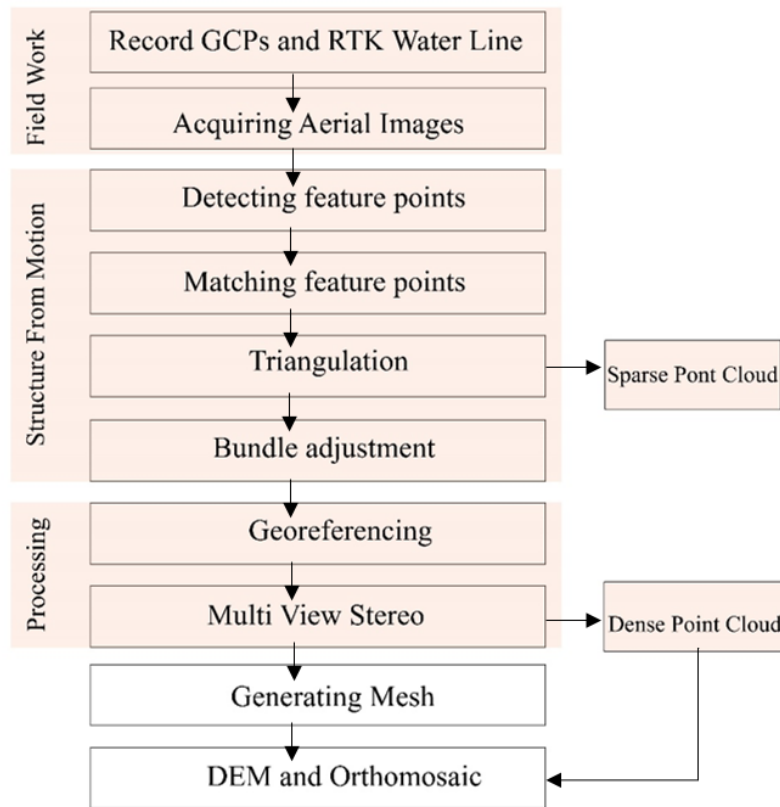 Field Work
Record GCPs and RTK Water Line
Acquiring Aerial Images
Structure From Motion
Detecting feature points
Matching feature points
Triangulation
Sparse Pont Cloud
Bundle adjustment
Processing
Georeferencing
Multi View Stereo
Dense Point Cloud
Generating Mesh
DEM and Orthomosaic